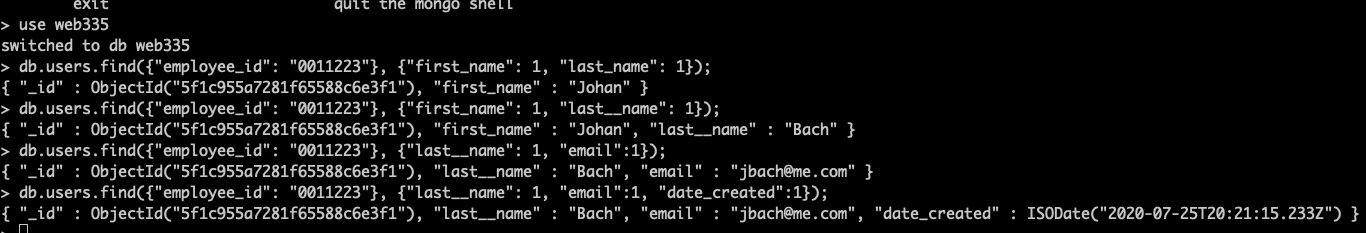 exit quit the mongo shell
> use web335
switched to db web335
> db.users.find({"employee_id": "0011223"}, {"first_name": 1, "last_name": 1});
{ "_id" : ObjectId("5f1c955a7281f65588c6e3f1"), "first_name" : "Johan" }
> db.users.find({"employee_id": "0011223"}, {"first_name": 1, "last__name": 1});
{ "_id" : ObjectId("5f1c955a7281f65588c6e3f1"), "first_name" : "Johan", "last__name" : "Bach" }
> db.users.find({"employee_id": "0011223"}, {"last__name": 1, "email":1});
{ "_id" : ObjectId("5f1c955a7281f65588c6e3f1"), "last__name" : "Bach", "email" : "jbach@me.com" }
> db.users.find({"employee_id": "0011223"}, {"last__name": 1, "email":1, "date_created":1});
{ "_id" : ObjectId("5f1c955a7281f65588c6e3f1"), "last__name" : "Bach", "email" : "jbach@me.com", "date_created" : ISODate("2020-07-25T20:21:15.233Z") }
>